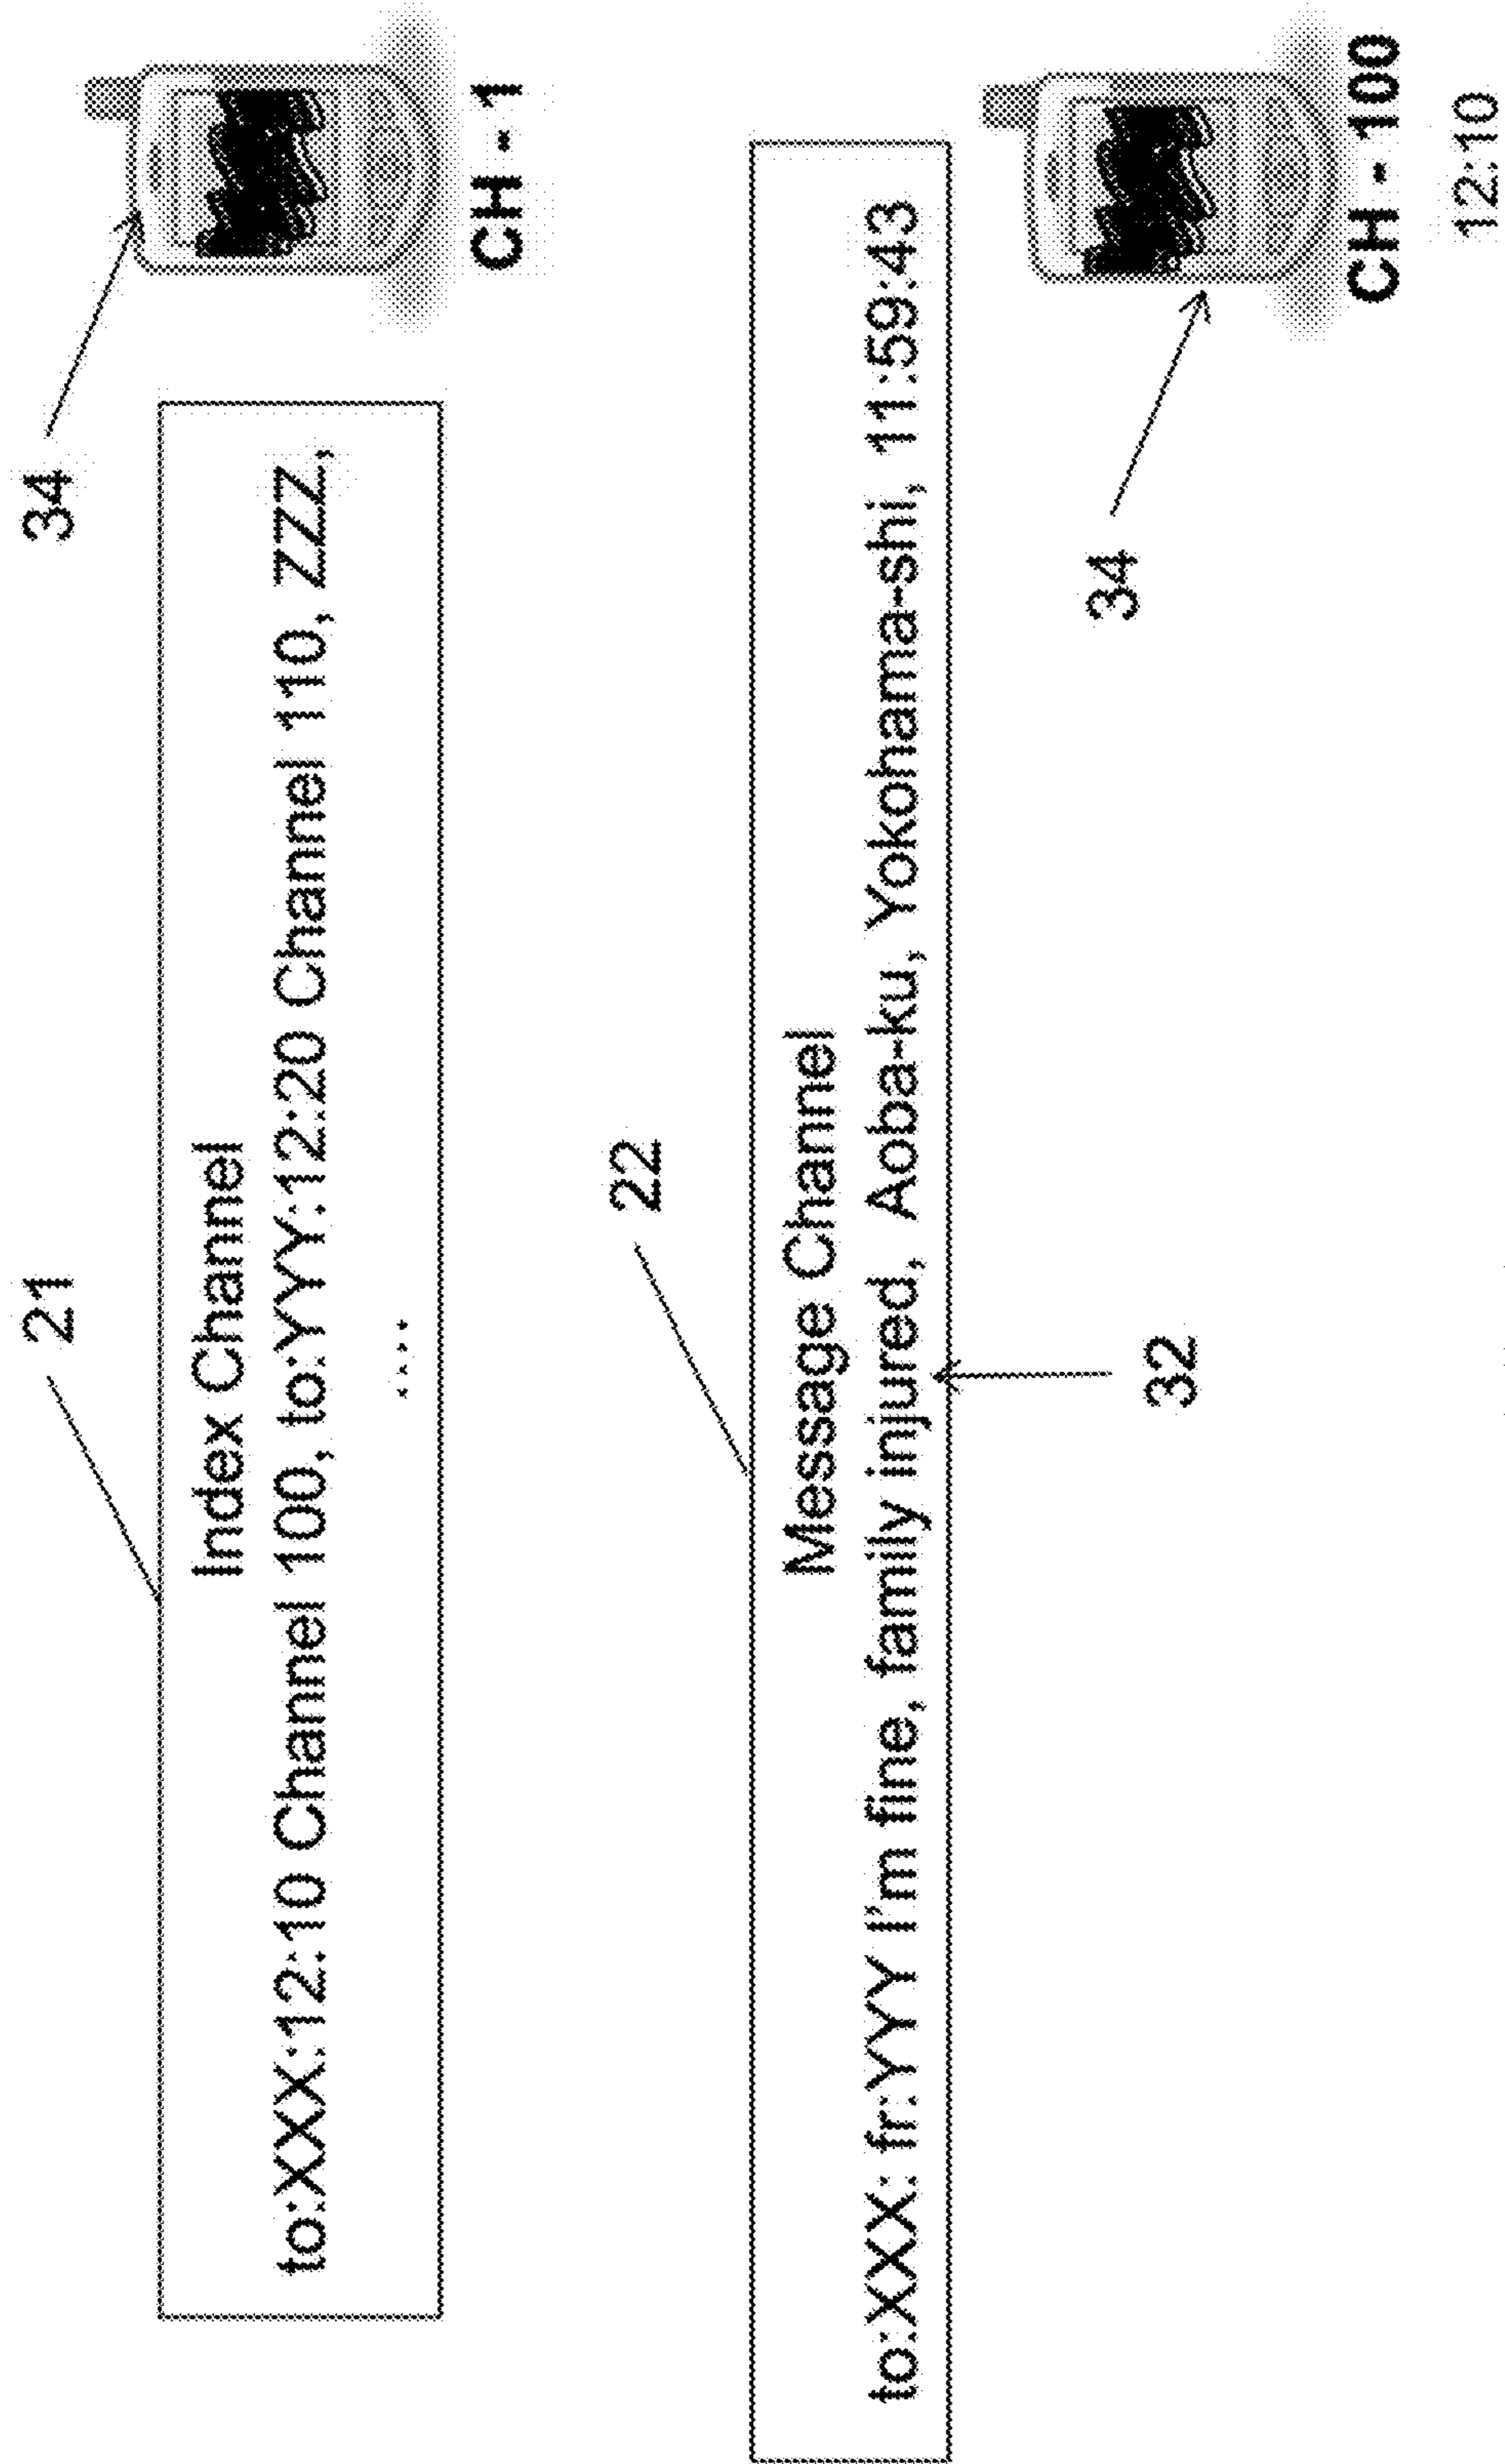 21
34
Index Channel
to:XXX:12:10 Channel 100, to:YYY:12:20 Channel 110, ZZZ,
....
CH - 1
22
Message Channel
to:XXX: fr:YYY I'm fine, family injured, Aoba-ku, Yokohama-shi, 11:59:43
32
34
CH - 100
12:10